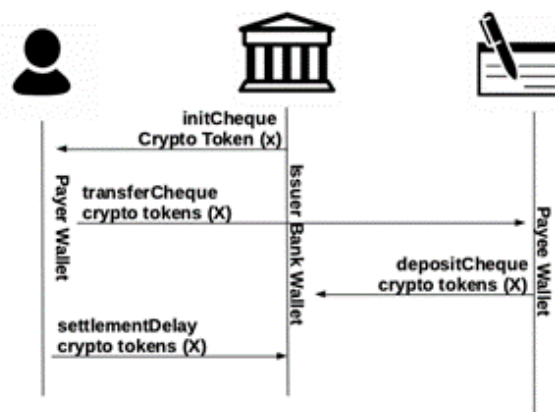 initCheque
Crypto Token (x)
Payer Wallet
transferCheque
crypto tokens (X)
Issuer Bank Wallet
Payee Wallet
depositCheque
crypto tokens (X)
settlementDelay
crypto tokens (X)